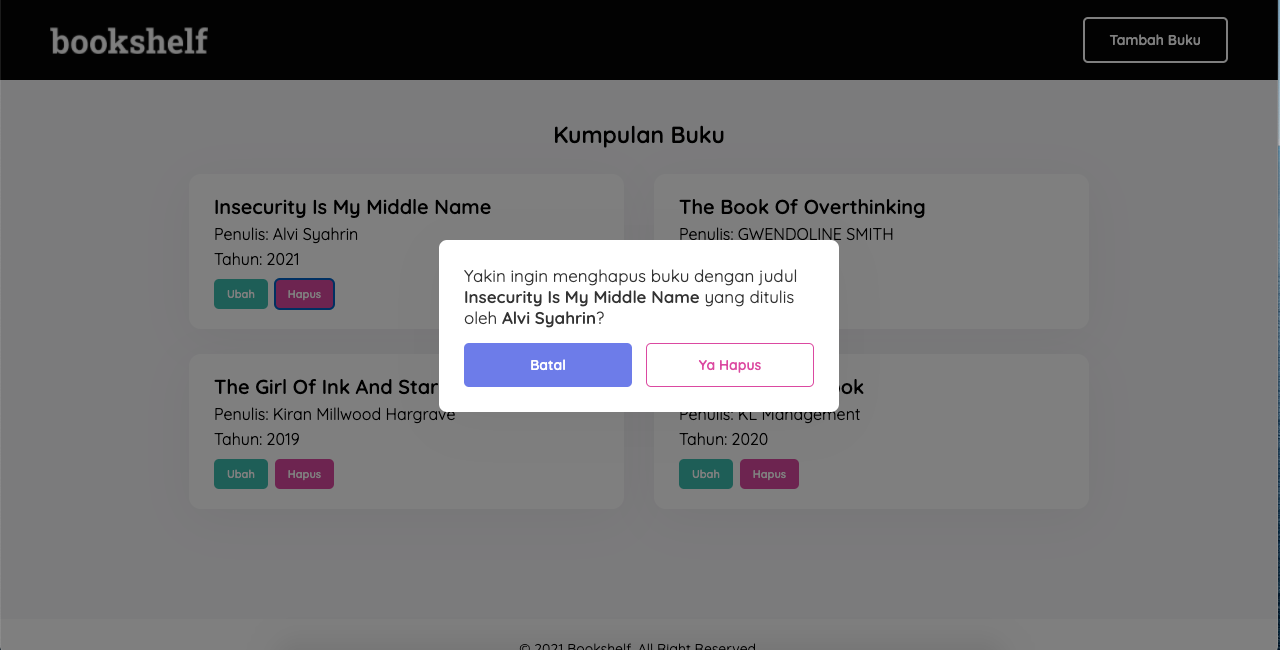 bookshelf
Tambah Buku
Kumpulan Buku
Insecurity Is My Middle Name
Penulis: Alvi Syahrin
Tahun: 2021
Ubah
Hapus
The Book Of Overthinking
Penulis: GWENDOLINE SMITH
Yakin ingin menghapus buku dengan judul
Insecurity Is My Middle Name yang ditulis
oleh Alvi Syahrin?
Batal
Ya Hapus
The Girl Of Ink And Star
Penulis: Kiran Millwood Hargrave
Tahun: 2019
Ubah
Hapus
Penulis: KL Management
Tahun: 2020
Ubah
Hapus
© 2021 Bookshelf. All Right Reserved